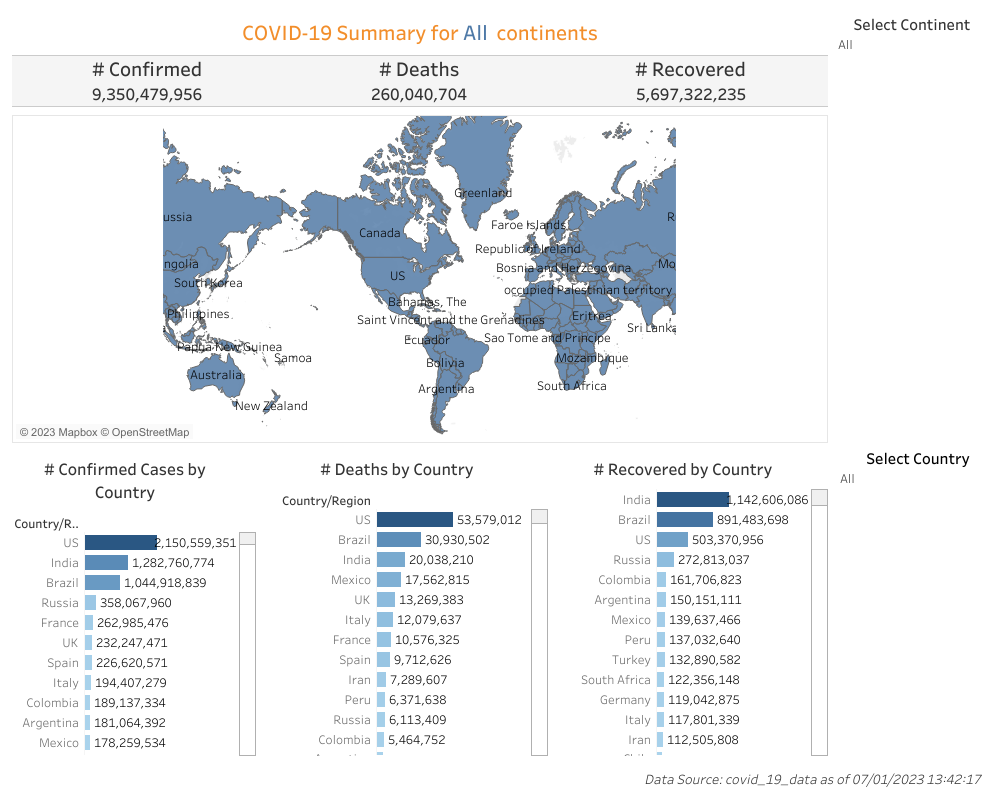 COVID-19 Summary for All continents
Select Continent
All
# Confirmed
# Deaths
# Recovered
9,350,479,956
260,040,704
5,697,322,235
Greenland
ussia
R
Faroe Islands
Canada
Republic of Ireland
ngolia
Bosnia and Herzegovina
Mo
US
South Korea
occupied Palestinian territory
Bahamas, The
Philippines
Saint Vincent and the Grenadines
Eritrea
Sri Lanka
Ecuador
Sao Tome and Principe
Papua New Guinea
Samoa
Bolivia
Mozambique
Australia
Argentina
South Africa
New Zealand
© 2023 Mapbox © OpenStreetMap
# Confirmed Cases by
Country
Country/R..
US 2,150,559,351
India 1,282,760,774
Brazil 1,044,918,839
Russia 358,067,960
France 262,985,476
UK 232,247,471
Spain 226,620,571
Italy 194,407,279
Colombia 189,137,334
Argentina 181,064,392
Mexico 178,259,534
# Deaths by Country
Country/Region
US 53,579,012
Brazil 30,930,502
India 20,038,210
Mexico 17,562,815
UK 13,269,383
Italy 12,079,637
France 10,576,325
Spain 9,712,626
Iran 7,289,607
Peru 6,371,638
Russia 6,113,409
Colombia 5,464,752
# Recovered by Country
India 1,142,606,086
Brazil 891,483,698
US 503,370,956
Russia 272,813,037
Colombia 161,706,823
Argentina 150,151,111
Mexico 139,637,466
Peru 137,032,640
Turkey 132,890,582
South Africa 122,356,148
Germany 119,042,875
Italy 117,801,339
Iran 112,505,808
Select Country
All
Data Source: covid_19_data as of 07/01/2023 13:42:17